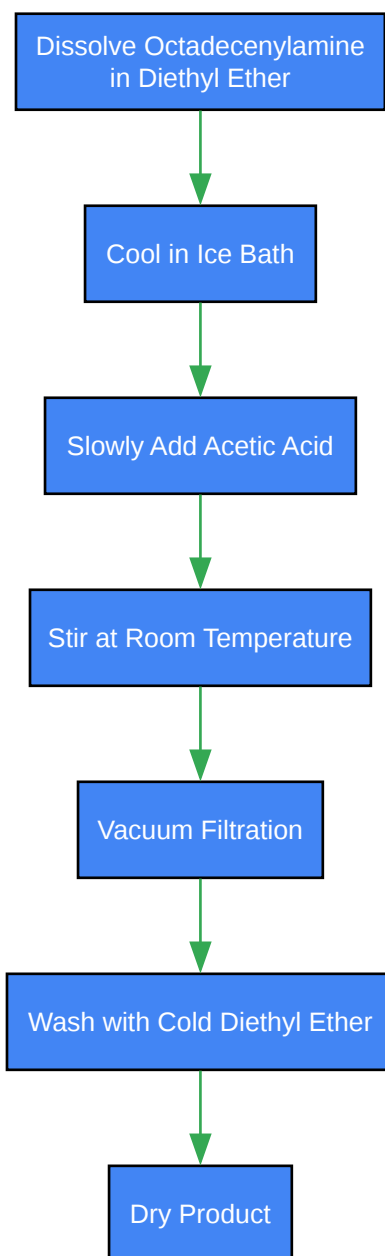 Dissolve Octadecenylamine
in Diethyl Ether
Cool in Ice Bath
Slowly Add Acetic Acid
Stir at Room Temperature
Vacuum Filtration
Wash with Cold Diethyl Ether
Dry Product